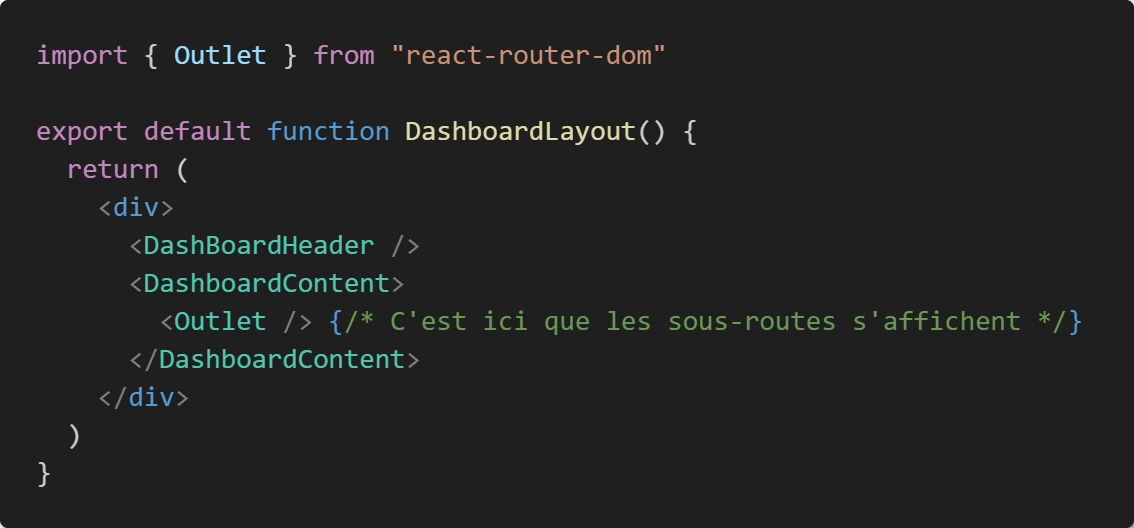 import { Outlet } from "react-router-dom"

export default function DashboardLayout() {
  return (
    <div>
      <DashBoardHeader />
      <DashboardContent>
        <Outlet /> {/* C'est ici que les sous-routes s'affichent */}
      </DashboardContent>
    </div>
  )
}